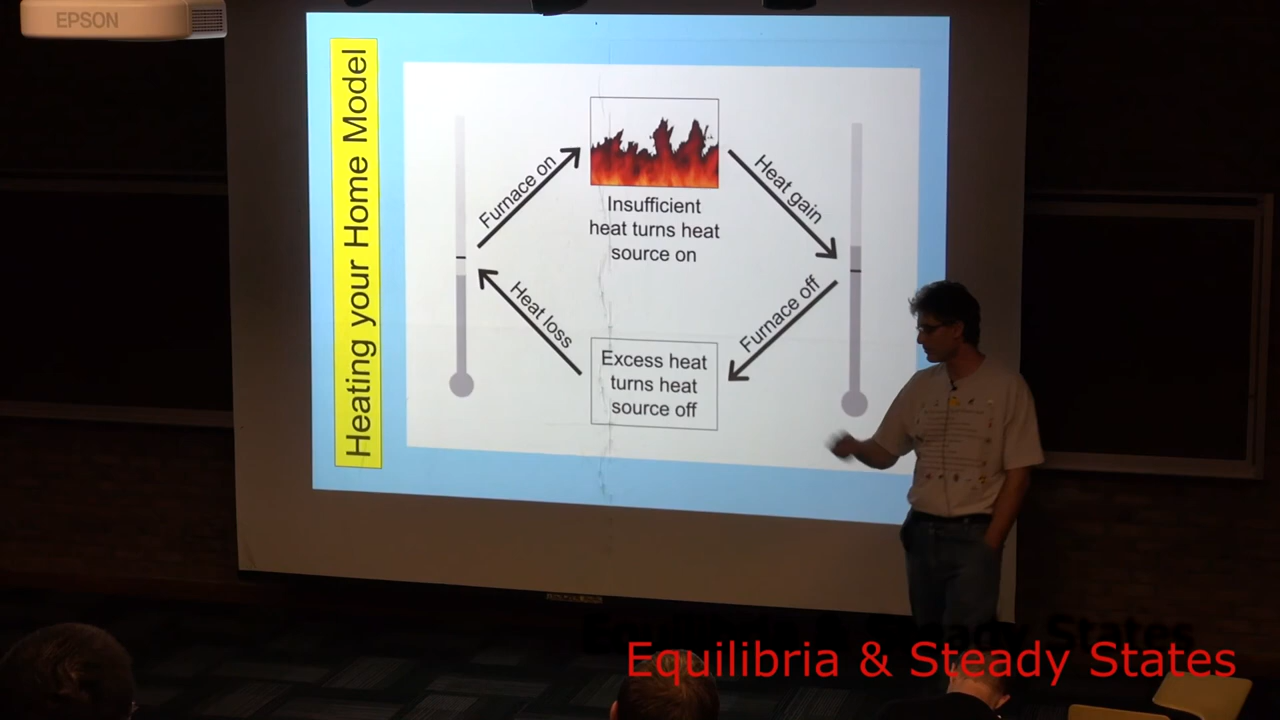 EPSON
Heating your Home Model
Furnace on
Heat gain
Insufficient
heat turns heat
source on
Heat loss
Furnace off
Excess heat
turns heat
source off
Equilibria & Steady States